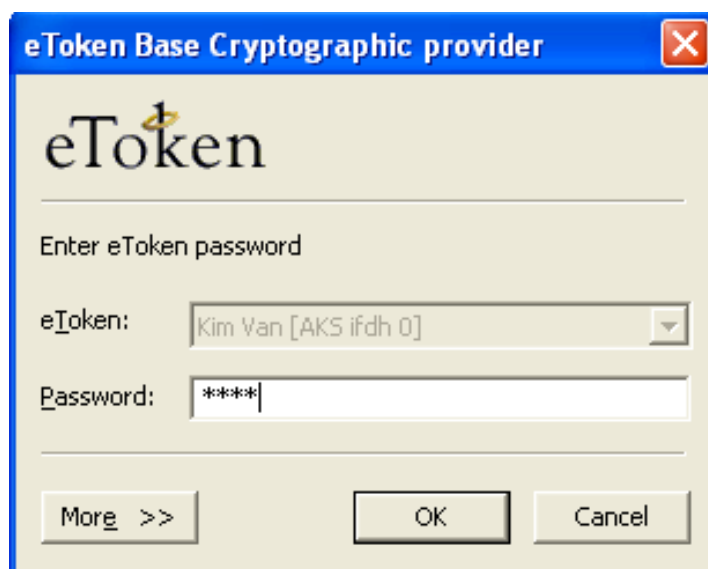 eToken Base Cryptographic provider
eToken
Enter eToken password
eToken: Kim Van [AKS ifdh 0]
Password: ****
More >> OK Cancel